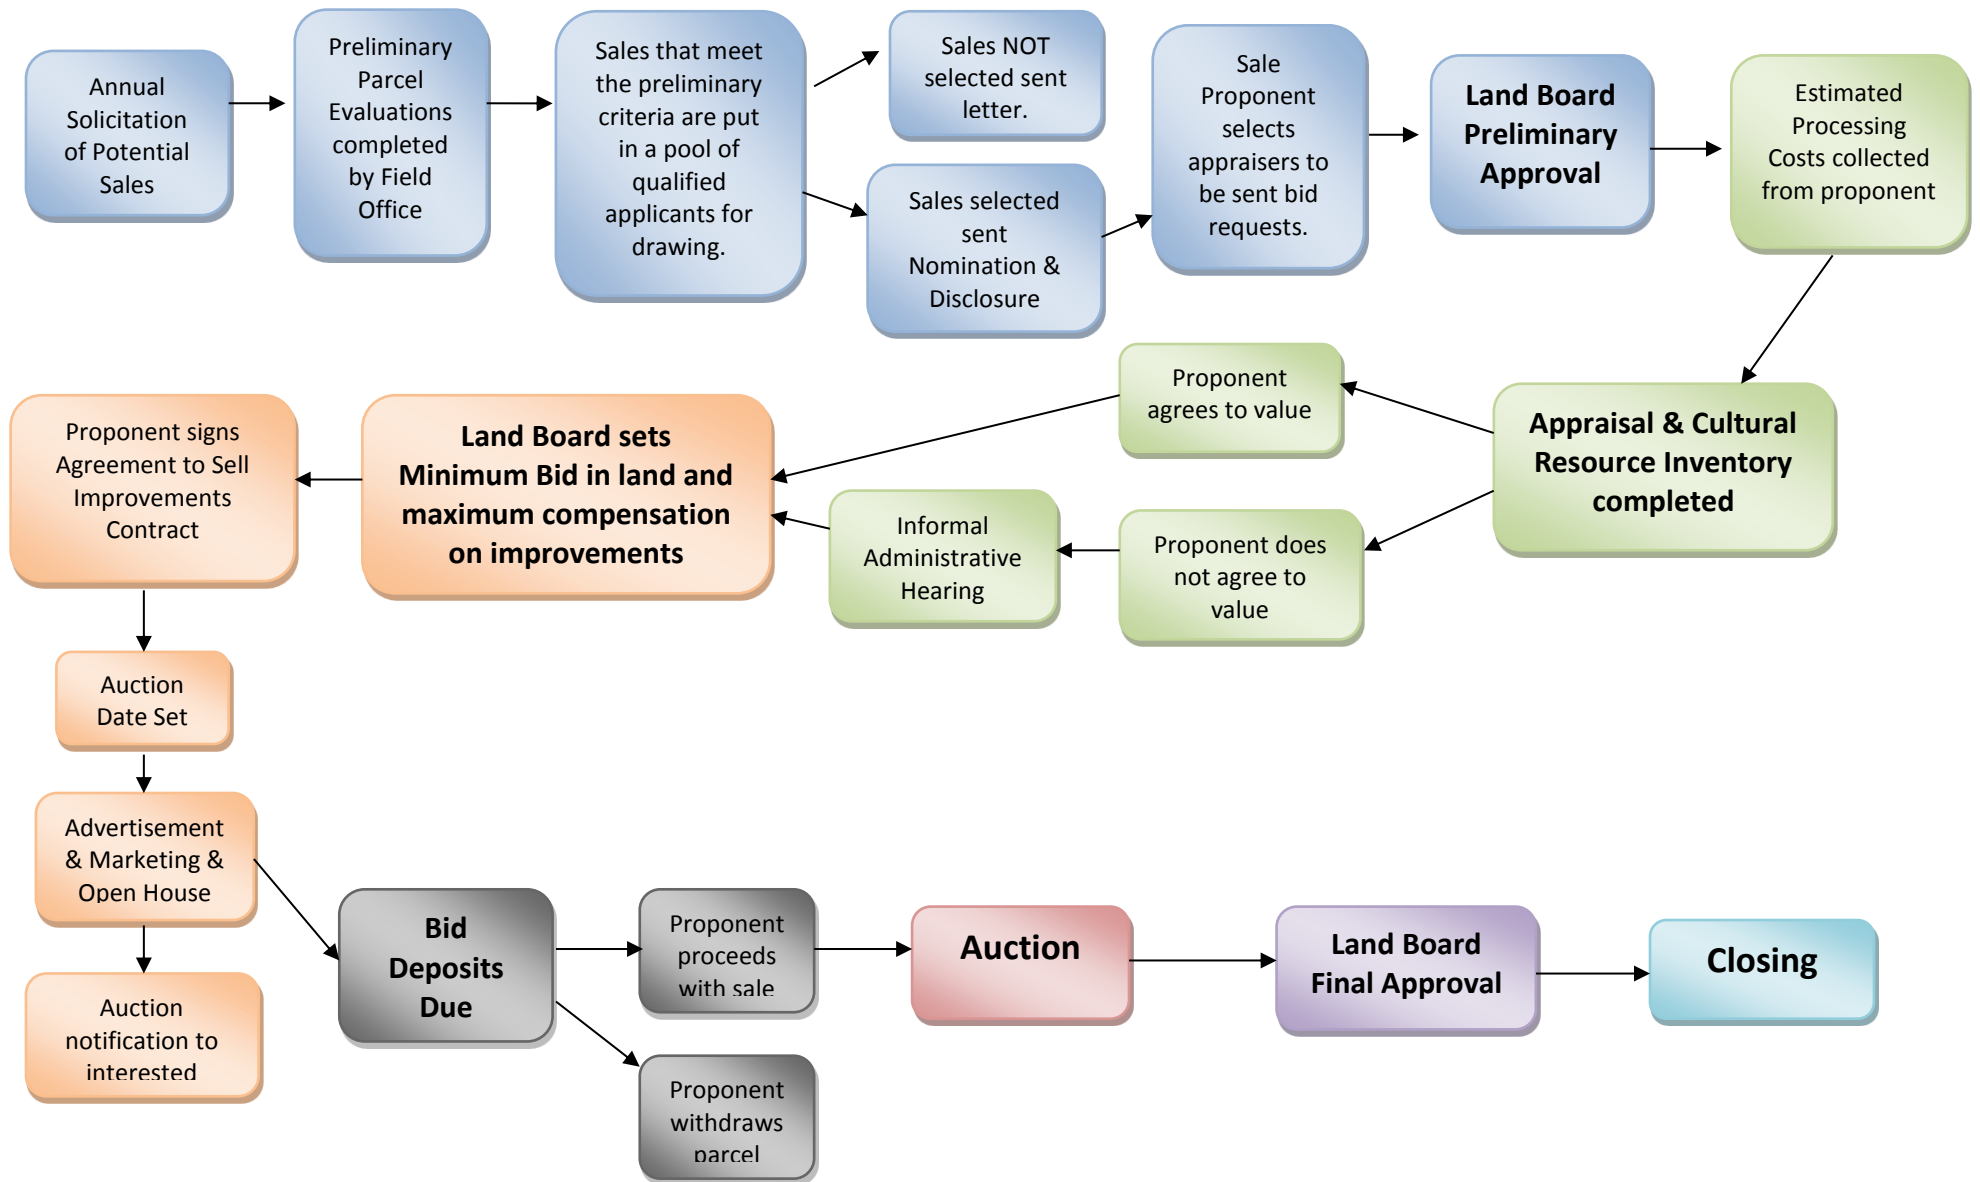 Annual
Solicitation
of Potential
Sales
Preliminary
Parcel
Evaluations
completed
by Field
Office
Sales that meet
the preliminary
criteria are put
in a pool of
qualified
applicants for
drawing.
Sales NOT
selected sent
letter.
Sales selected
sent
Nomination &
Disclosure
Sale
Proponent
selects
appraisers to
be sent bid
requests.
Land Board
Preliminary
Approval
Estimated
Processing
Costs collected
from proponent
Appraisal & Cultural
Resource Inventory
completed
Proponent
agrees to value
Proponent does
not agree to
value
Informal
Administrative
Hearing
Land Board sets
Minimum Bid in land and
maximum compensation
on improvements
Proponent signs
Agreement to Sell
Improvements
Contract
Auction
Date Set
Advertisement
& Marketing &
Open House
Auction
notification to
interested
Bid
Deposits
Due
Proponent
proceeds
with sale
Proponent
withdraws
parcel
Auction
Land Board
Final Approval
Closing